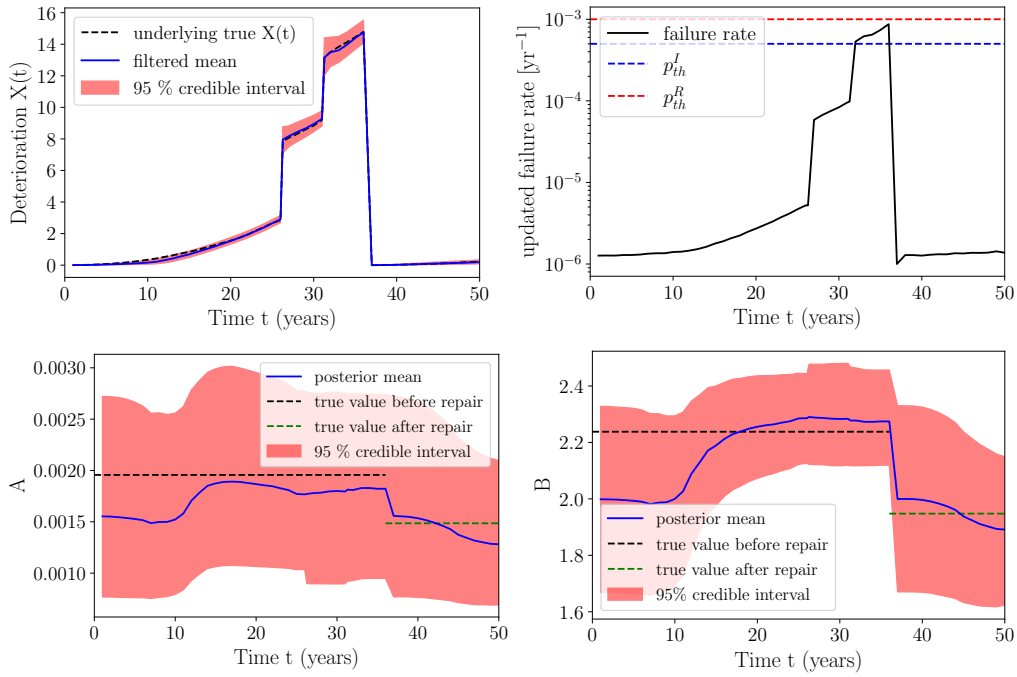 Deterioration X(t)
16
14
12
10
8
6
4
2
0
underlying true X(t)
filtered mean
95 % credible interval
0 10 20 30 40 50
Time t (years)
updated failure rate [yr⁻¹]
10⁻³
10⁻⁴
10⁻⁵
10⁻⁶
failure rate
p_{th}^{I}
p_{th}^{R}
0 10 20 30 40 50
Time t (years)
A
0.0030
0.0025
0.0020
0.0015
0.0010
posterior mean
true value before repair
true value after repair
95 % credible interval
0 10 20 30 40 50
Time t (years)
B
2.4
2.2
2.0
1.8
1.6
posterior mean
true value before repair
true value after repair
95% credible interval
0 10 20 30 40 50
Time t (years)